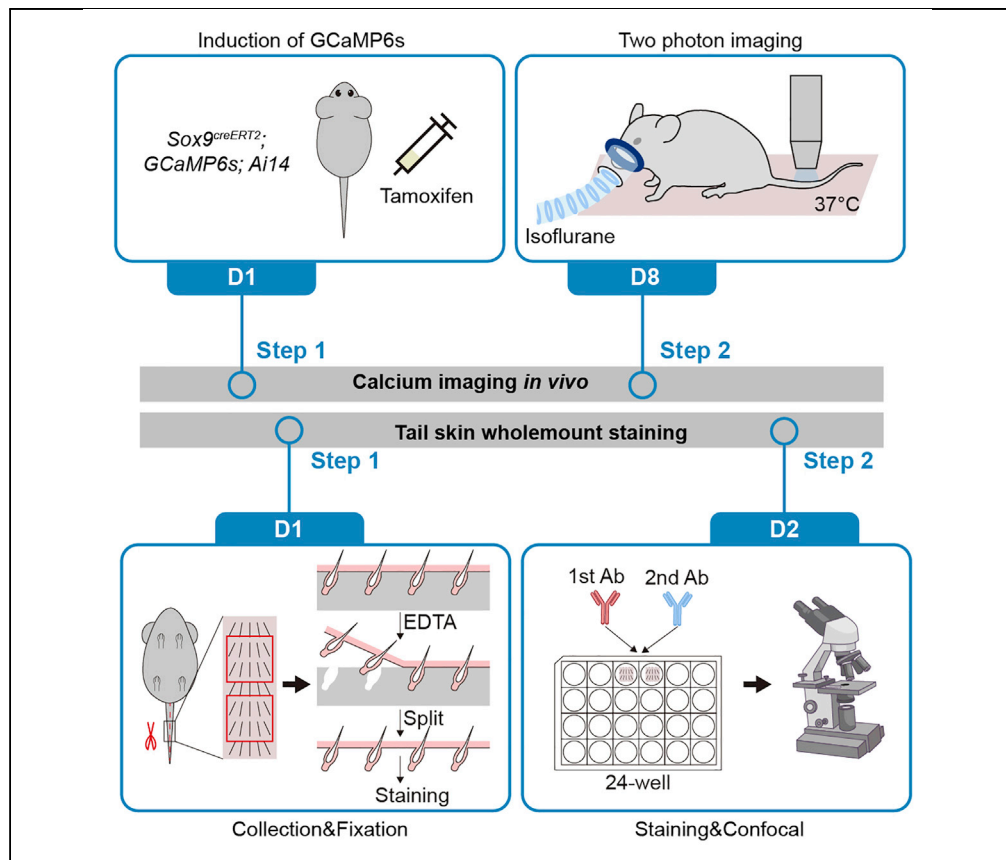 Induction of GCaMP6s
Two photon imaging
Sox9creERT2;
GCaMP6s; Ai14
Tamoxifen
37°C
Isoflurane
D1
D8
Step 1
Step 2
Calcium imaging in vivo
Tail skin wholemount staining
Step 1
Step 2
D1
D2
1st Ab
2nd Ab
EDTA
Split
Staining
24-well
Collection&Fixation
Staining&Confocal